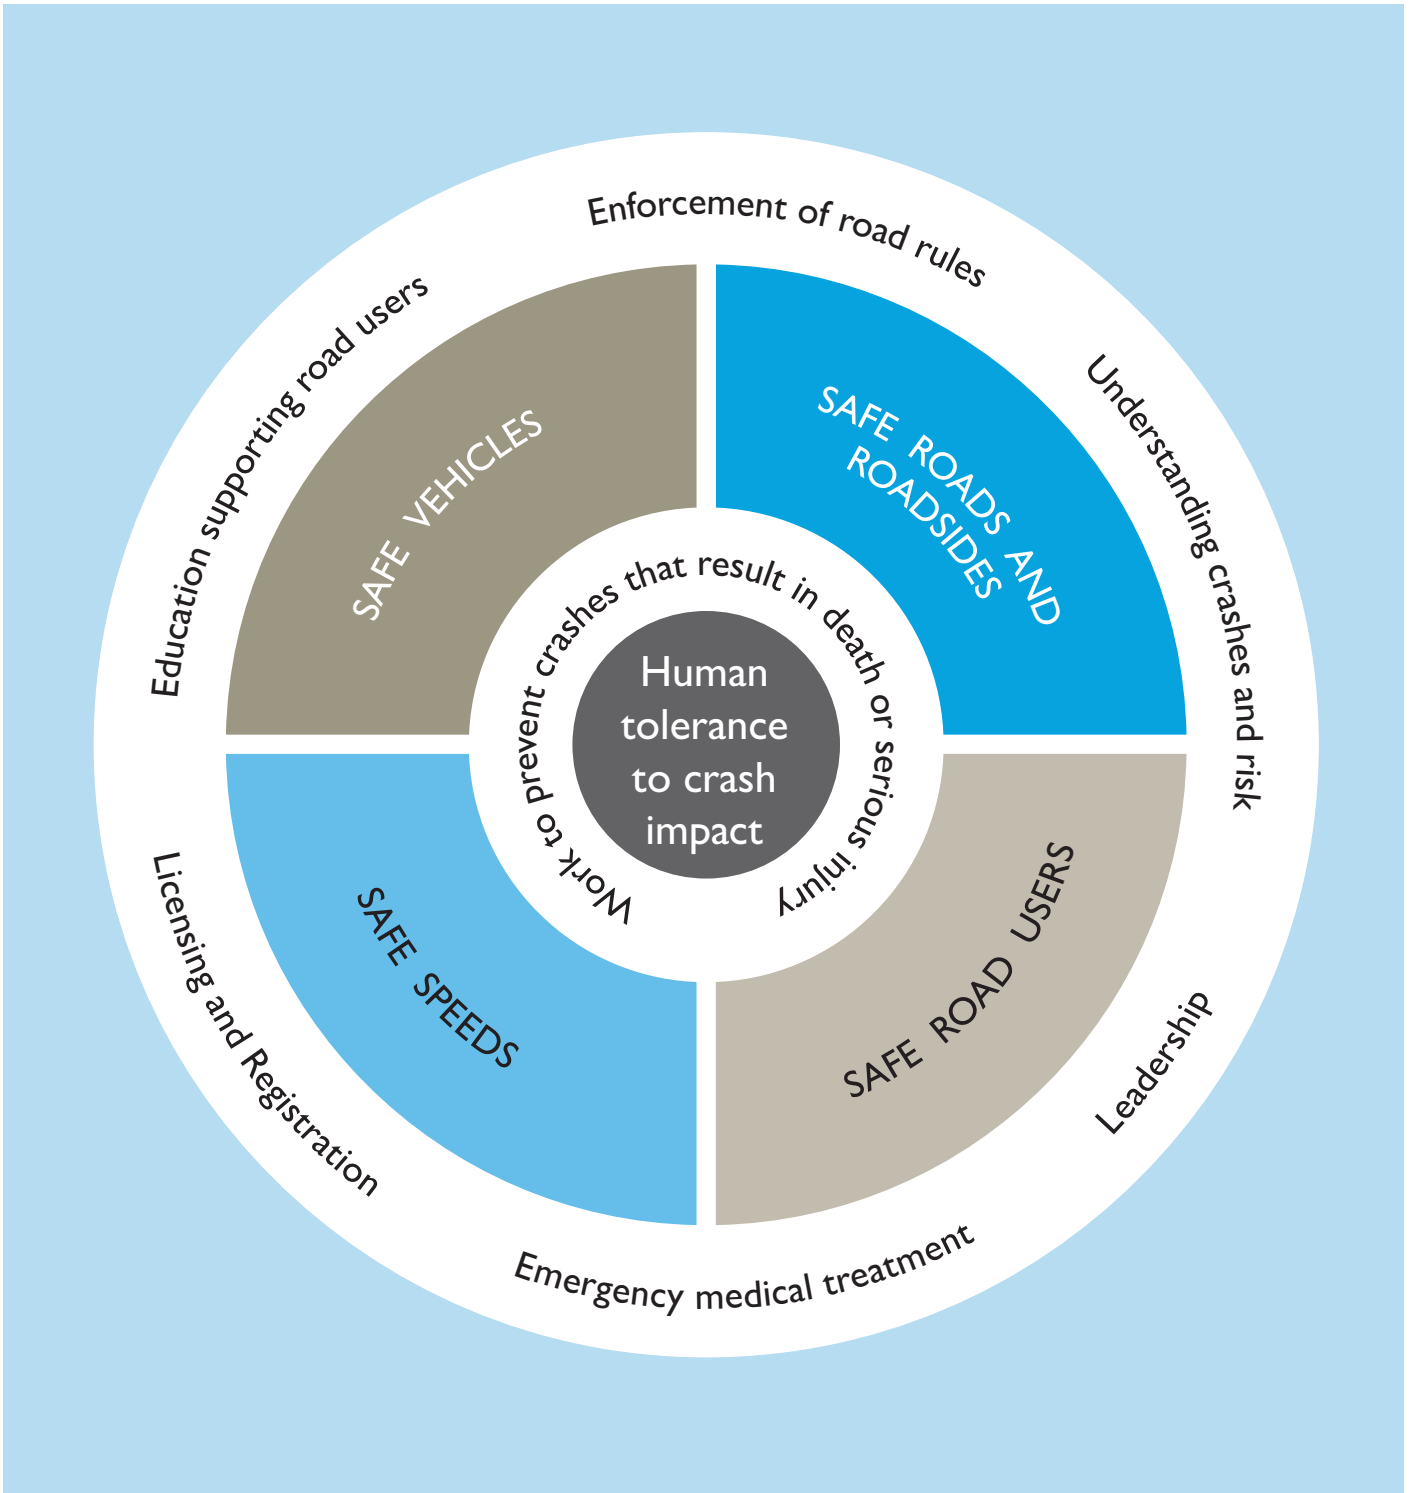 Enforcement of road rules
Understanding crashes and risk
Leadership
Emergency medical treatment
Licensing and Registration
Education supporting road users
SAFE VEHICLES
SAFE ROADS AND
ROADSIDES
SAFE ROAD USERS
SAFE SPEEDS
Work to prevent crashes that result in death or serious injury
Human
tolerance
to crash
impact